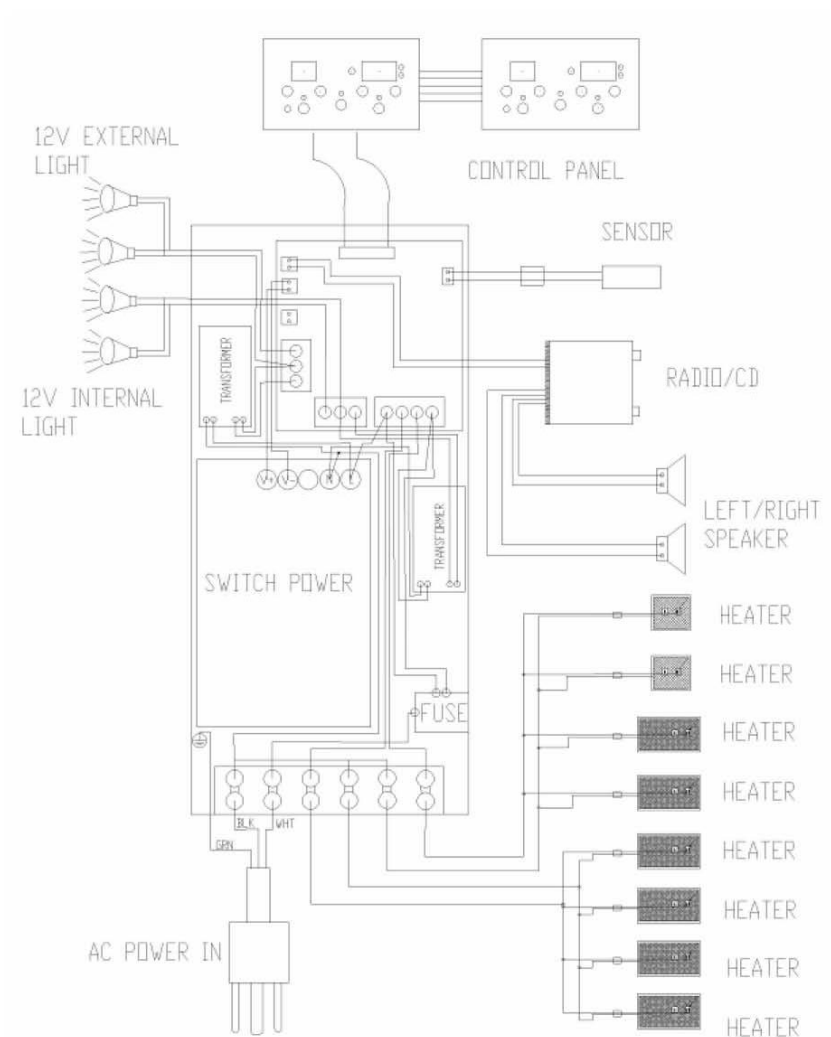 12V EXTERNAL
LIGHT
CONTROL PANEL
SENSOR
TRANSFORMER
RADIO/CD
12V INTERNAL
LIGHT
V+
V-
N
L
LEFT/RIGHT
SPEAKER
TRANSFORMER
SWITCH POWER
HEATER
HEATER
FUSE
HEATER
HEATER
BLK
WHT
GRN
HEATER
HEATER
AC POWER IN
HEATER
HEATER